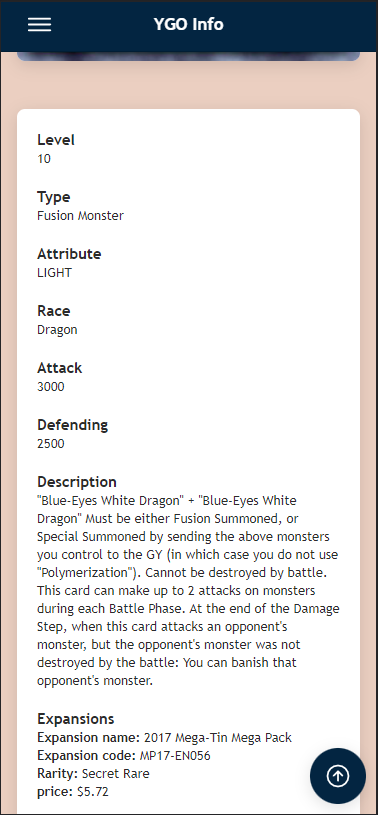 YGO Info
Level
10
Type
Fusion Monster
Attribute
LIGHT
Race
Dragon
Attack
3000
Defending
2500
Description
"Blue-Eyes White Dragon" + "Blue-Eyes White
Dragon" Must be either Fusion Summoned, or
Special Summoned by sending the above monsters
you control to the GY (in which case you do not use
"Polymerization"). Cannot be destroyed by battle.
This card can make up to 2 attacks on monsters
during each Battle Phase. At the end of the Damage
Step, when this card attacks an opponent's
monster, but the opponent's monster was not
destroyed by the battle: You can banish that
opponent's monster.
Expansions
Expansion name: 2017 Mega-Tin Mega Pack
Expansion code: MP17-EN056
Rarity: Secret Rare
price: $5.72